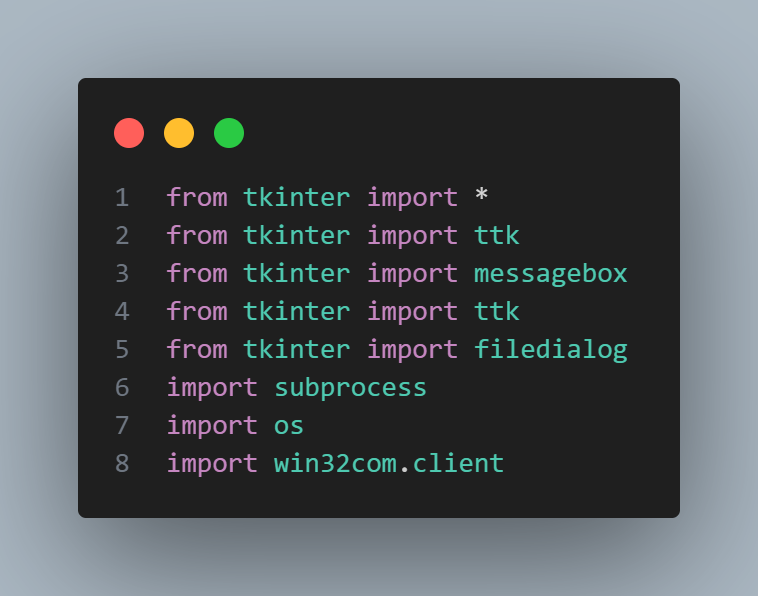 1 from tkinter import *
2 from tkinter import ttk
3 from tkinter import messagebox
4 from tkinter import ttk
5 from tkinter import filedialog
6 import subprocess
7 import os
8 import win32com.client